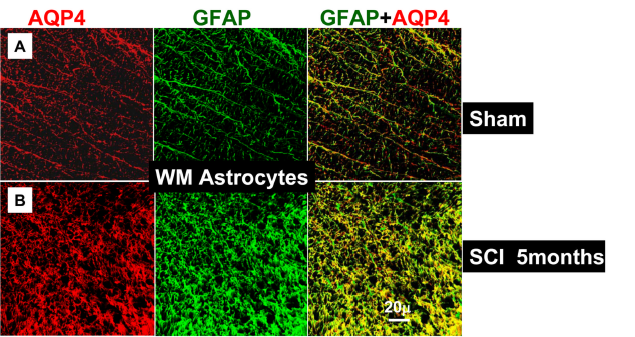 AQP4 GFAP GFAP+AQP4
A
Sham
WM Astrocytes
B
SCI 5months
20µ